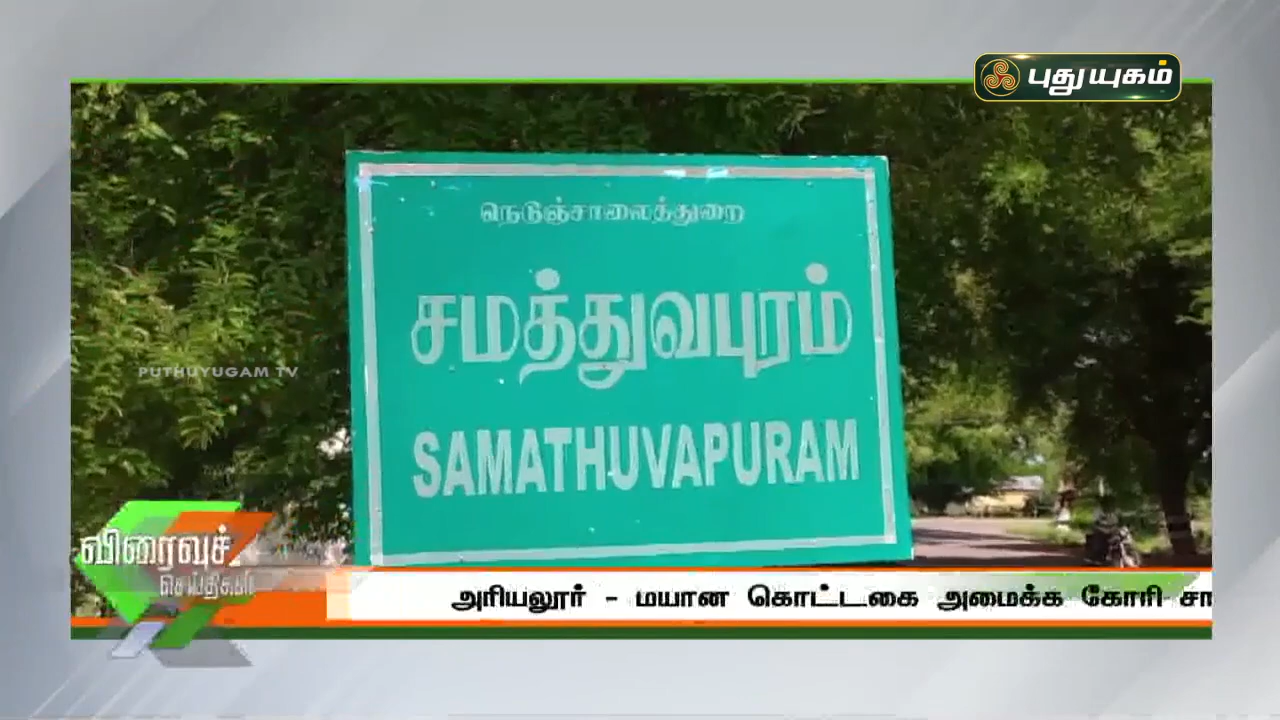 புதுயுகம்
நெடுஞ்சாலைத்துறை
சமத்துவபுரம்
PUTHUYUGAM TV
SAMATHUVAPURAM
விரைவுச்
செய்திகள்
அரியலூர் - மயான கொட்டகை அமைக்க கோரி சா